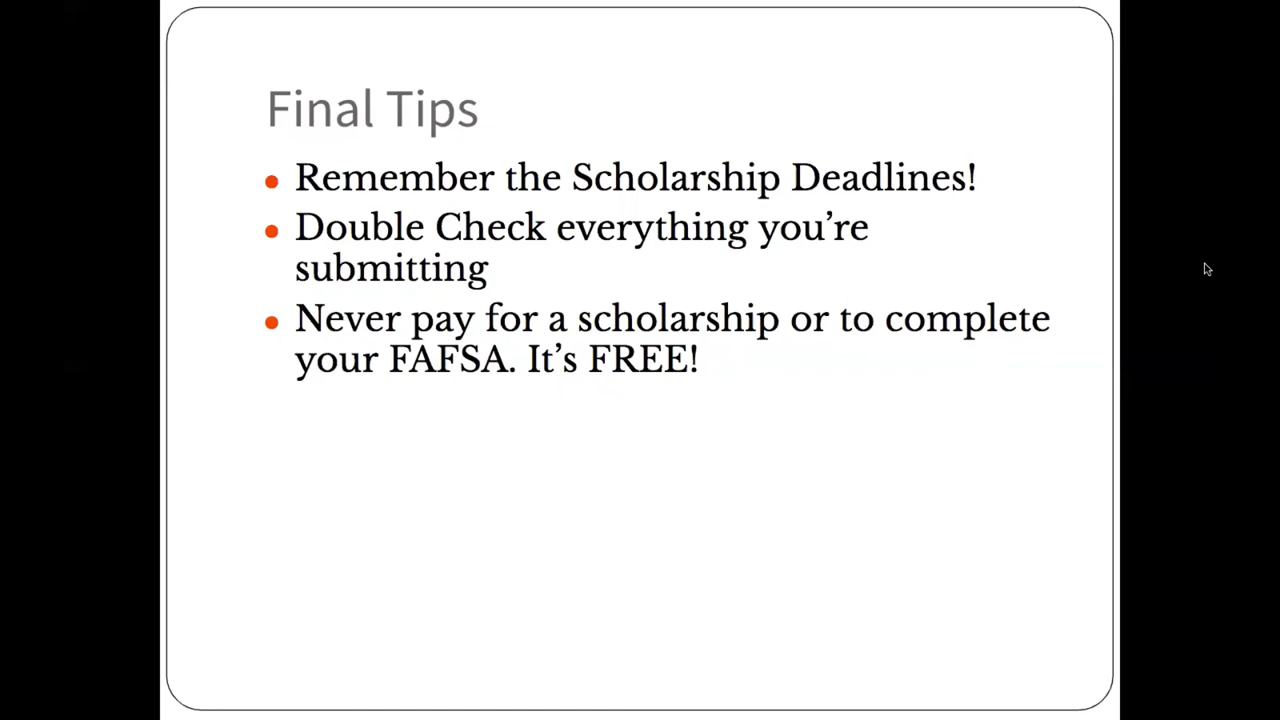 Final Tips
Remember the Scholarship Deadlines!
Double Check everything you’re
submitting
Never pay for a scholarship or to complete
your FAFSA. It’s FREE!